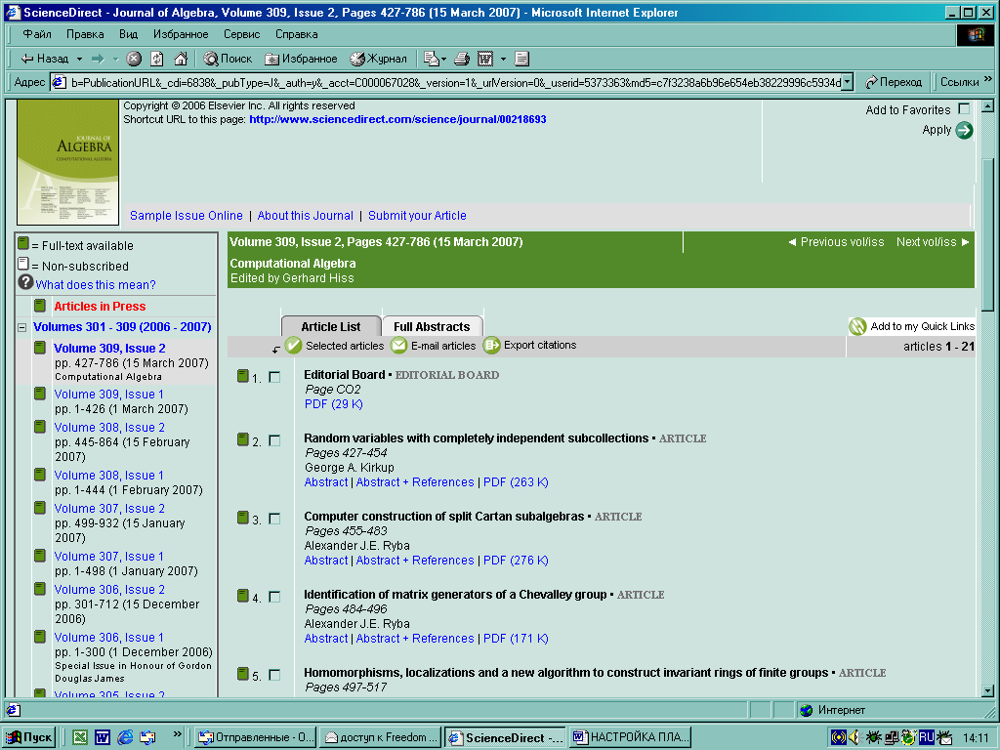 ScienceDirect - Journal of Algebra, Volume 309, Issue 2, Pages 427-786 (15 March 2007) - Microsoft Internet Explorer
Файл Правка Вид Избранное Сервис Справка
Назад Поиск Избранное Журнал
Адрес b=PublicationURL&_cdi=6838&_pubType=J&_auth=y&_acct=C000067028&_version=1&_urlVersion=0&_userid=5373363&md5=c7f3238a6b96e654eb38229996c5934d Переход Ссылки »
JOURNAL OF
ALGEBRA
COMPUTATIONAL ALGEBRA
Copyright © 2006 Elsevier Inc. All rights reserved
Shortcut URL to this page: http://www.sciencedirect.com/science/journal/00218693
Add to Favorites
Apply
Sample Issue Online | About this Journal | Submit your Article
= Full-text available
= Non-subscribed
What does this mean?
Articles in Press
Volumes 301 - 309 (2006 - 2007)
Volume 309, Issue 2
pp. 427-786 (15 March 2007)
Computational Algebra
Volume 309, Issue 1
pp. 1-426 (1 March 2007)
Volume 308, Issue 2
pp. 445-864 (15 February
2007)
Volume 308, Issue 1
pp. 1-444 (1 February 2007)
Volume 307, Issue 2
pp. 499-932 (15 January
2007)
Volume 307, Issue 1
pp. 1-498 (1 January 2007)
Volume 306, Issue 2
pp. 301-712 (15 December
2006)
Volume 306, Issue 1
pp. 1-300 (1 December 2006)
Special Issue in Honour of Gordon
Douglas James
Volume 305, Issue 2
Volume 309, Issue 2, Pages 427-786 (15 March 2007)
Previous vol/iss Next vol/iss
Computational Algebra
Edited by Gerhard Hiss
Article List Full Abstracts
Add to my Quick Links
Selected articles E-mail articles Export citations
articles 1 - 21
1. Editorial Board • EDITORIAL BOARD
Page CO2
PDF (29 K)
2. Random variables with completely independent subcollections • ARTICLE
Pages 427-454
George A. Kirkup
Abstract | Abstract + References | PDF (263 K)
3. Computer construction of split Cartan subalgebras • ARTICLE
Pages 455-483
Alexander J.E. Ryba
Abstract | Abstract + References | PDF (276 K)
4. Identification of matrix generators of a Chevalley group • ARTICLE
Pages 484-496
Alexander J.E. Ryba
Abstract | Abstract + References | PDF (171 K)
5. Homomorphisms, localizations and a new algorithm to construct invariant rings of finite groups • ARTICLE
Pages 497-517
Интернет
Пуск » Отправленные - О... доступ к Freedom ... ScienceDirect -... НАСТРОЙКА ПЛА... RU 14:11